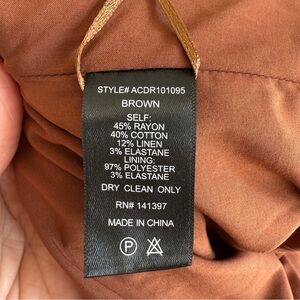 STYLE# ACDR101095
BROWN
SELF:
45% RAYON
40% COTTON
12% LINEN
3% ELASTANE
LINING:
97% POLYESTER
3% ELASTANE
DRY CLEAN ONLY
RN# 141397
MADE IN CHINA
P